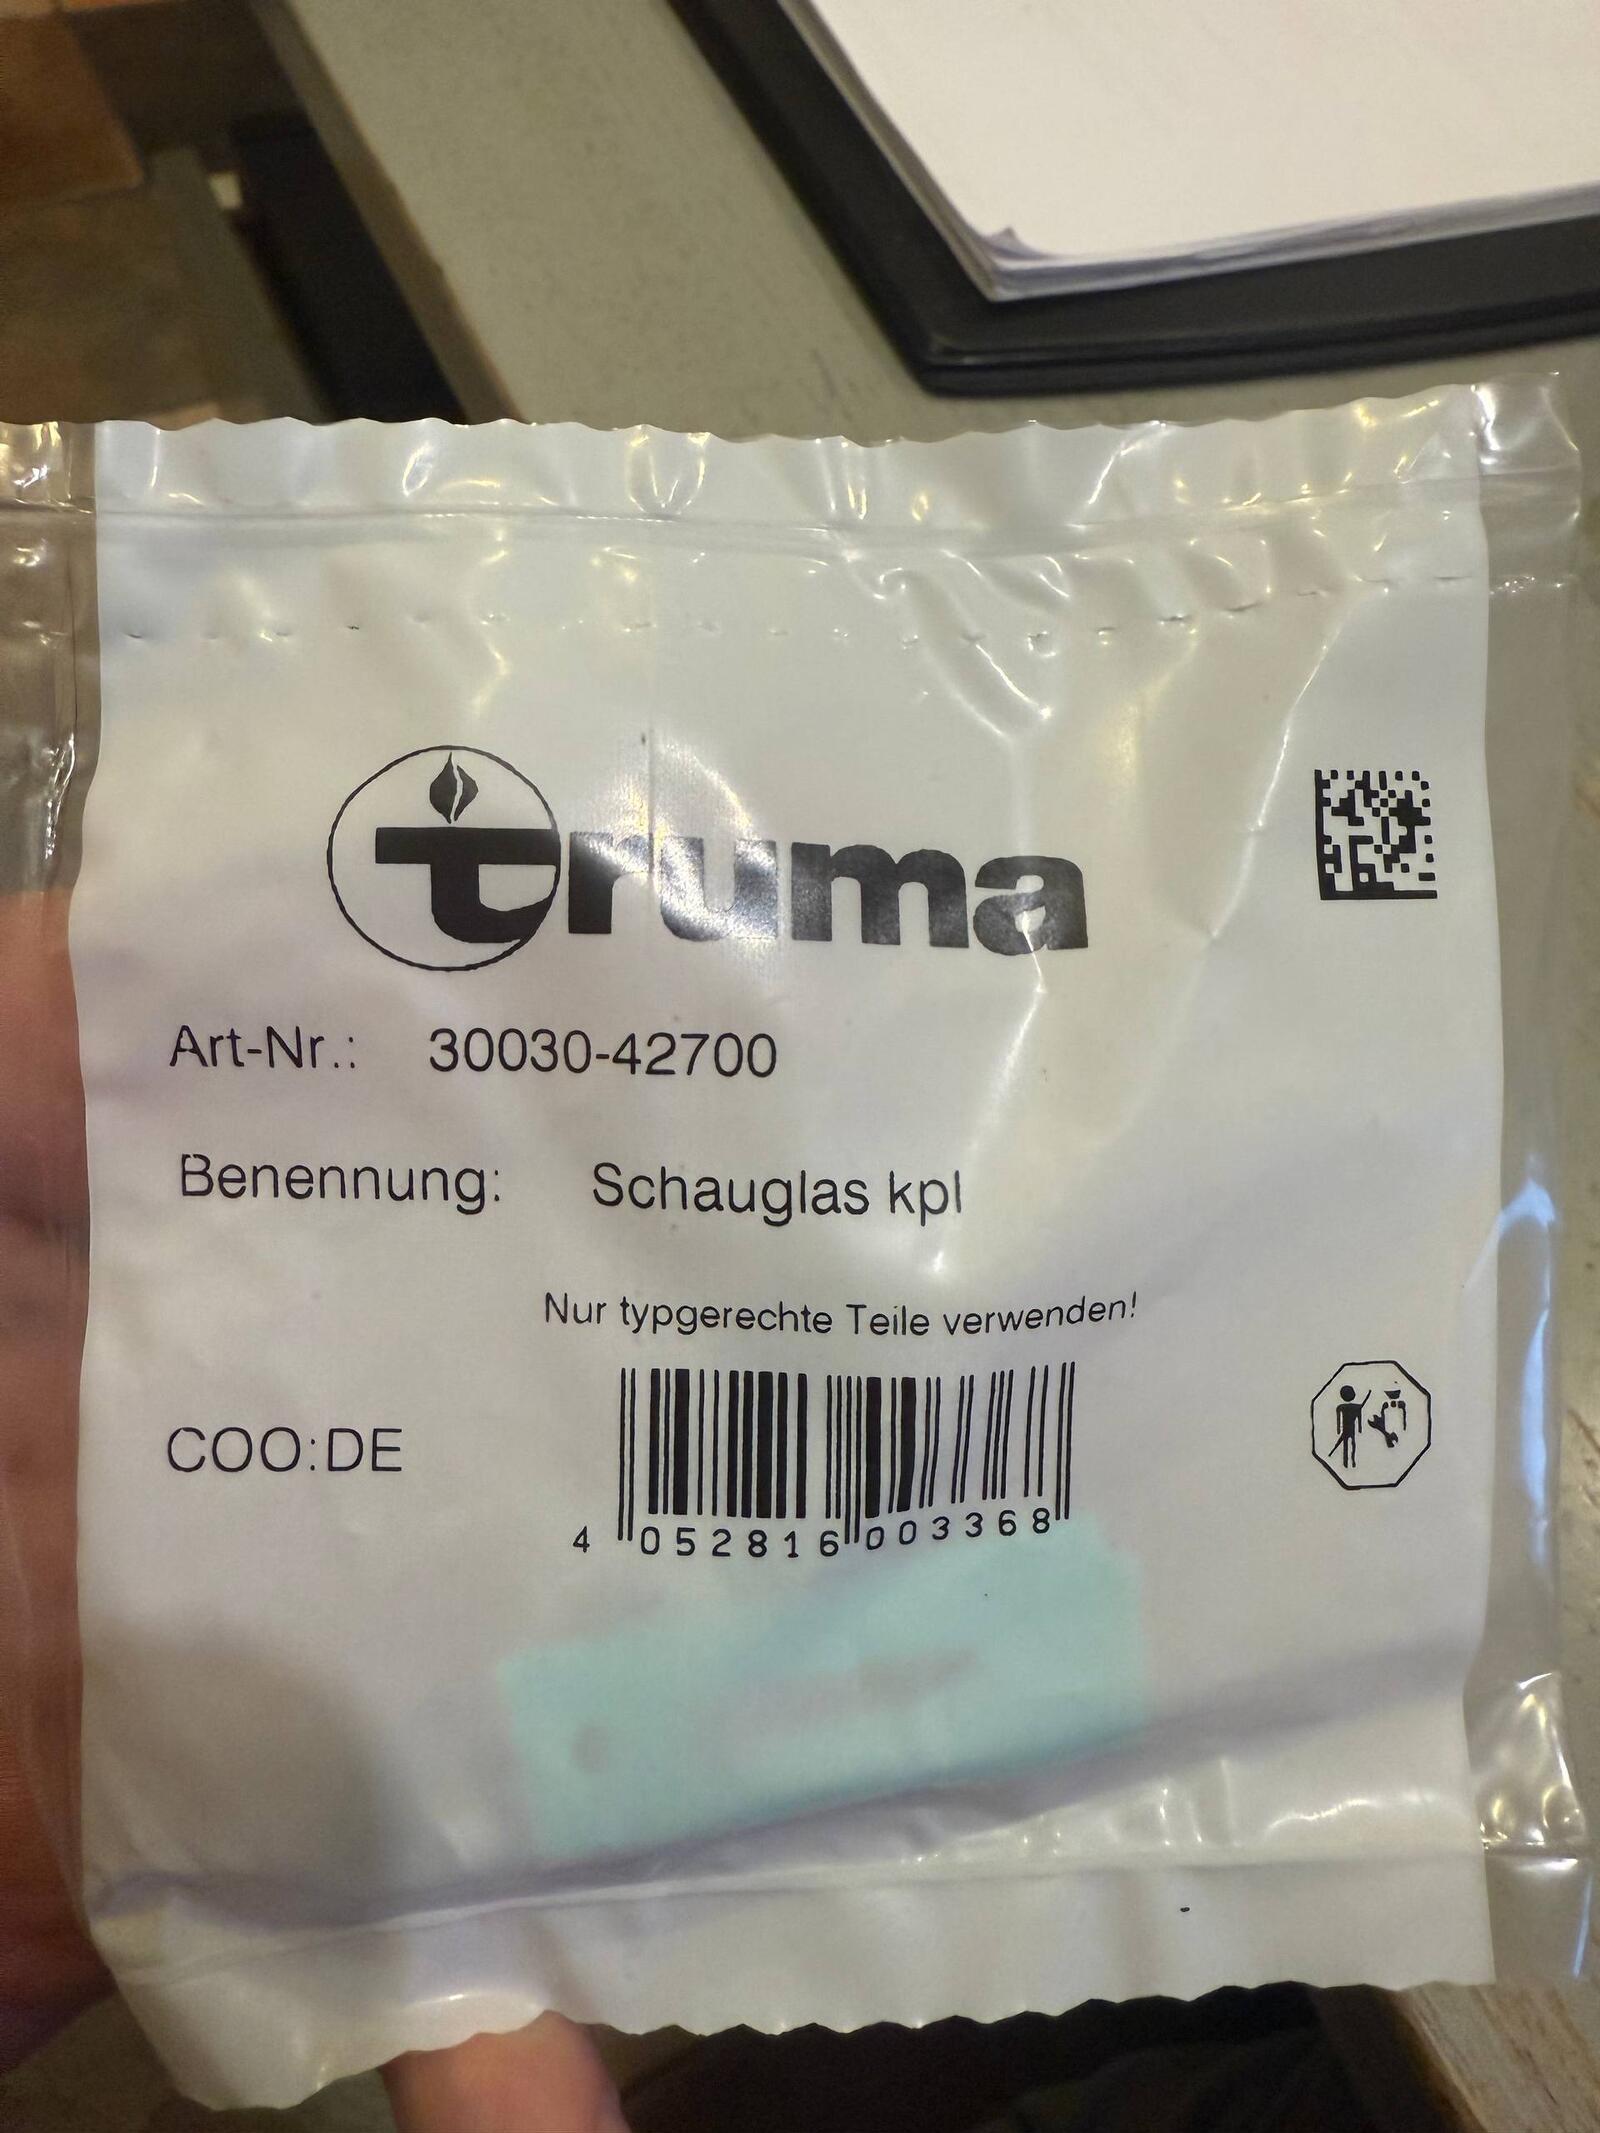 truma
Art-Nr.: 30030-42700
Benennung: Schauglas kpl
Nur typgerechte Teile verwenden!
COO:DE
4 052816 003368